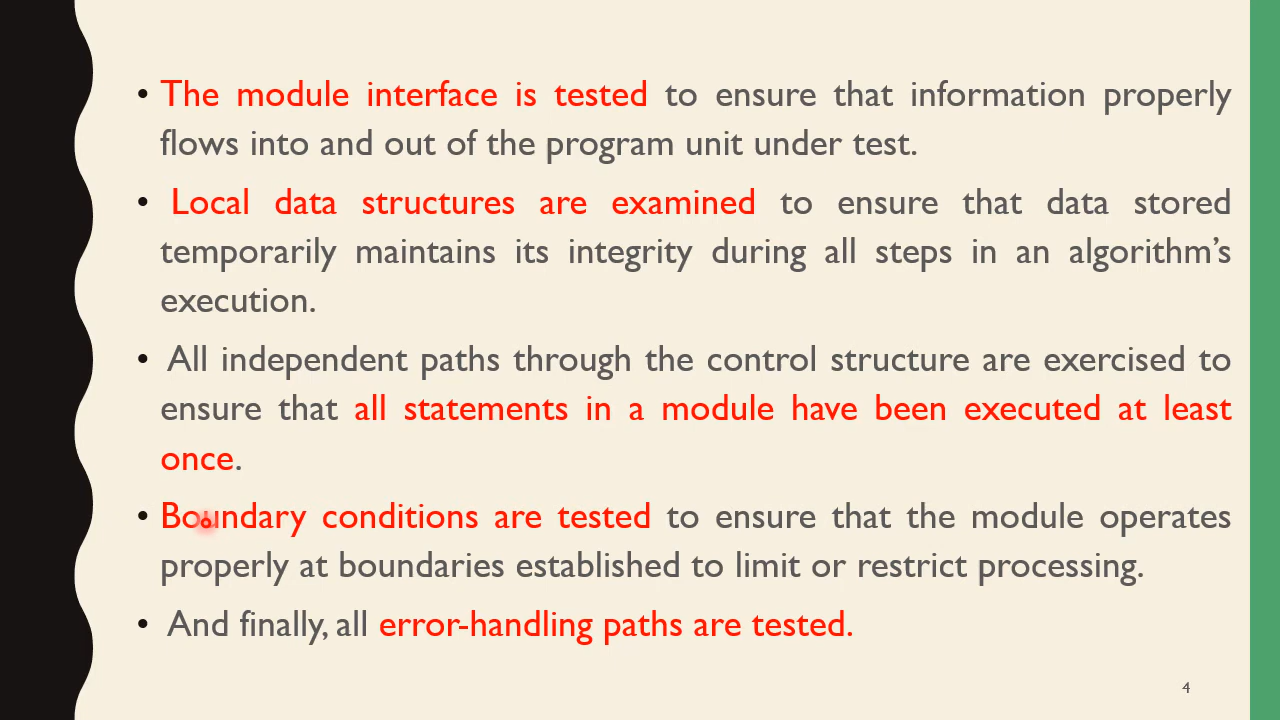 • The module interface is tested to ensure that information properly
flows into and out of the program unit under test.
• Local data structures are examined to ensure that data stored
temporarily maintains its integrity during all steps in an algorithm’s
execution.
• All independent paths through the control structure are exercised to
ensure that all statements in a module have been executed at least
once.
• Boundary conditions are tested to ensure that the module operates
properly at boundaries established to limit or restrict processing.
• And finally, all error-handling paths are tested.
4